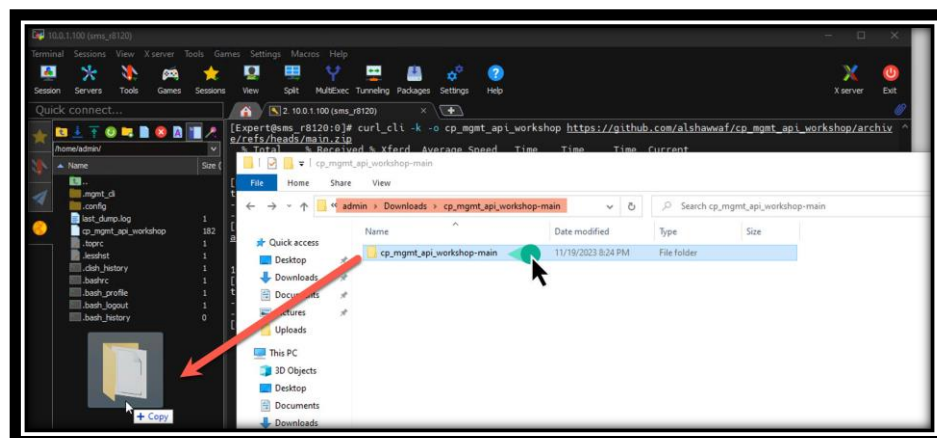 10.0.1.100 (sms_r8120)
Terminal Sessions View X server Tools Games Settings Macros Help
Session Servers Tools Games Sessions View Split MultiExec Tunneling Packages Settings Help X server Exit
Quick connect...
2. 10.0.1.100 (sms_r8120)
/home/admin/
Name Size (
..
.mgmt_cli
.config
last_dump.log 1
cp_mgmt_api_workshop 182
.toprc 1
.lesshst 1
.dish_history 1
.bashrc 1
.bash_profile 1
.bash_logout 1
.bash_history 0
+ Copy
[Expert@sms_r8120:0]# curl_cli -k -o cp_mgmt_api_workshop https://github.com/alshawwaf/cp_mgmt_api_workshop/archiv
e/refs/heads/main.zip
% Total % Received % Xferd Average Speed Time Time Time Current
cp_mgmt_api_workshop-main
File Home Share View
admin > Downloads > cp_mgmt_api_workshop-main
Search cp_mgmt_api_workshop-main
Name Date modified Type Size
cp_mgmt_api_workshop-main 11/19/2023 8:24 PM File folder
Quick access
Desktop
Downloads
Documents
Pictures
Uploads
This PC
3D Objects
Desktop
Documents
Downloads